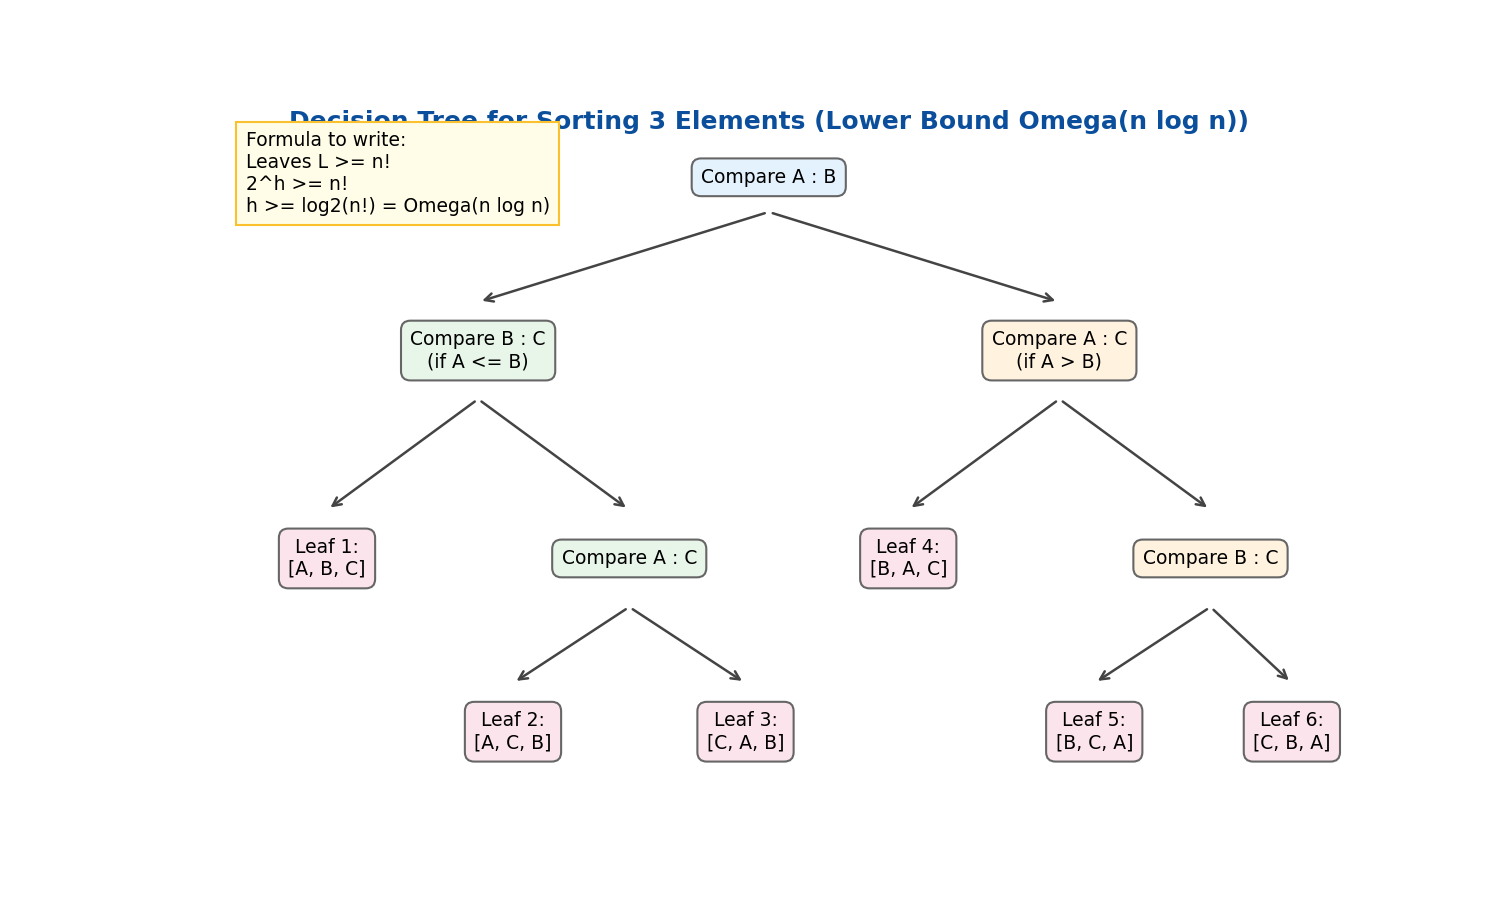 Decision Tree for Sorting 3 Elements (Lower Bound Omega(n log n))
Formula to write:
Leaves L >= n!
2^h >= n!
h >= log2(n!) = Omega(n log n)
Compare A : B
Compare B : C
(if A <= B)
Compare A : C
(if A > B)
Leaf 1:
[A, B, C]
Compare A : C
Leaf 4:
[B, A, C]
Compare B : C
Leaf 2:
[A, C, B]
Leaf 3:
[C, A, B]
Leaf 5:
[B, C, A]
Leaf 6:
[C, B, A]